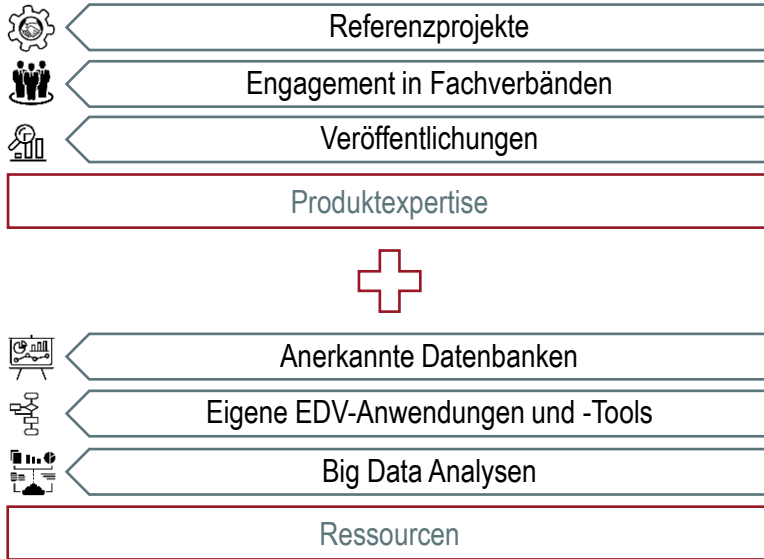 Referenzprojekte
Engagement in Fachverbänden
Veröffentlichungen
Produktexpertise
Anerkannte Datenbanken
Eigene EDV-Anwendungen und -Tools
Big Data Analysen
Ressourcen